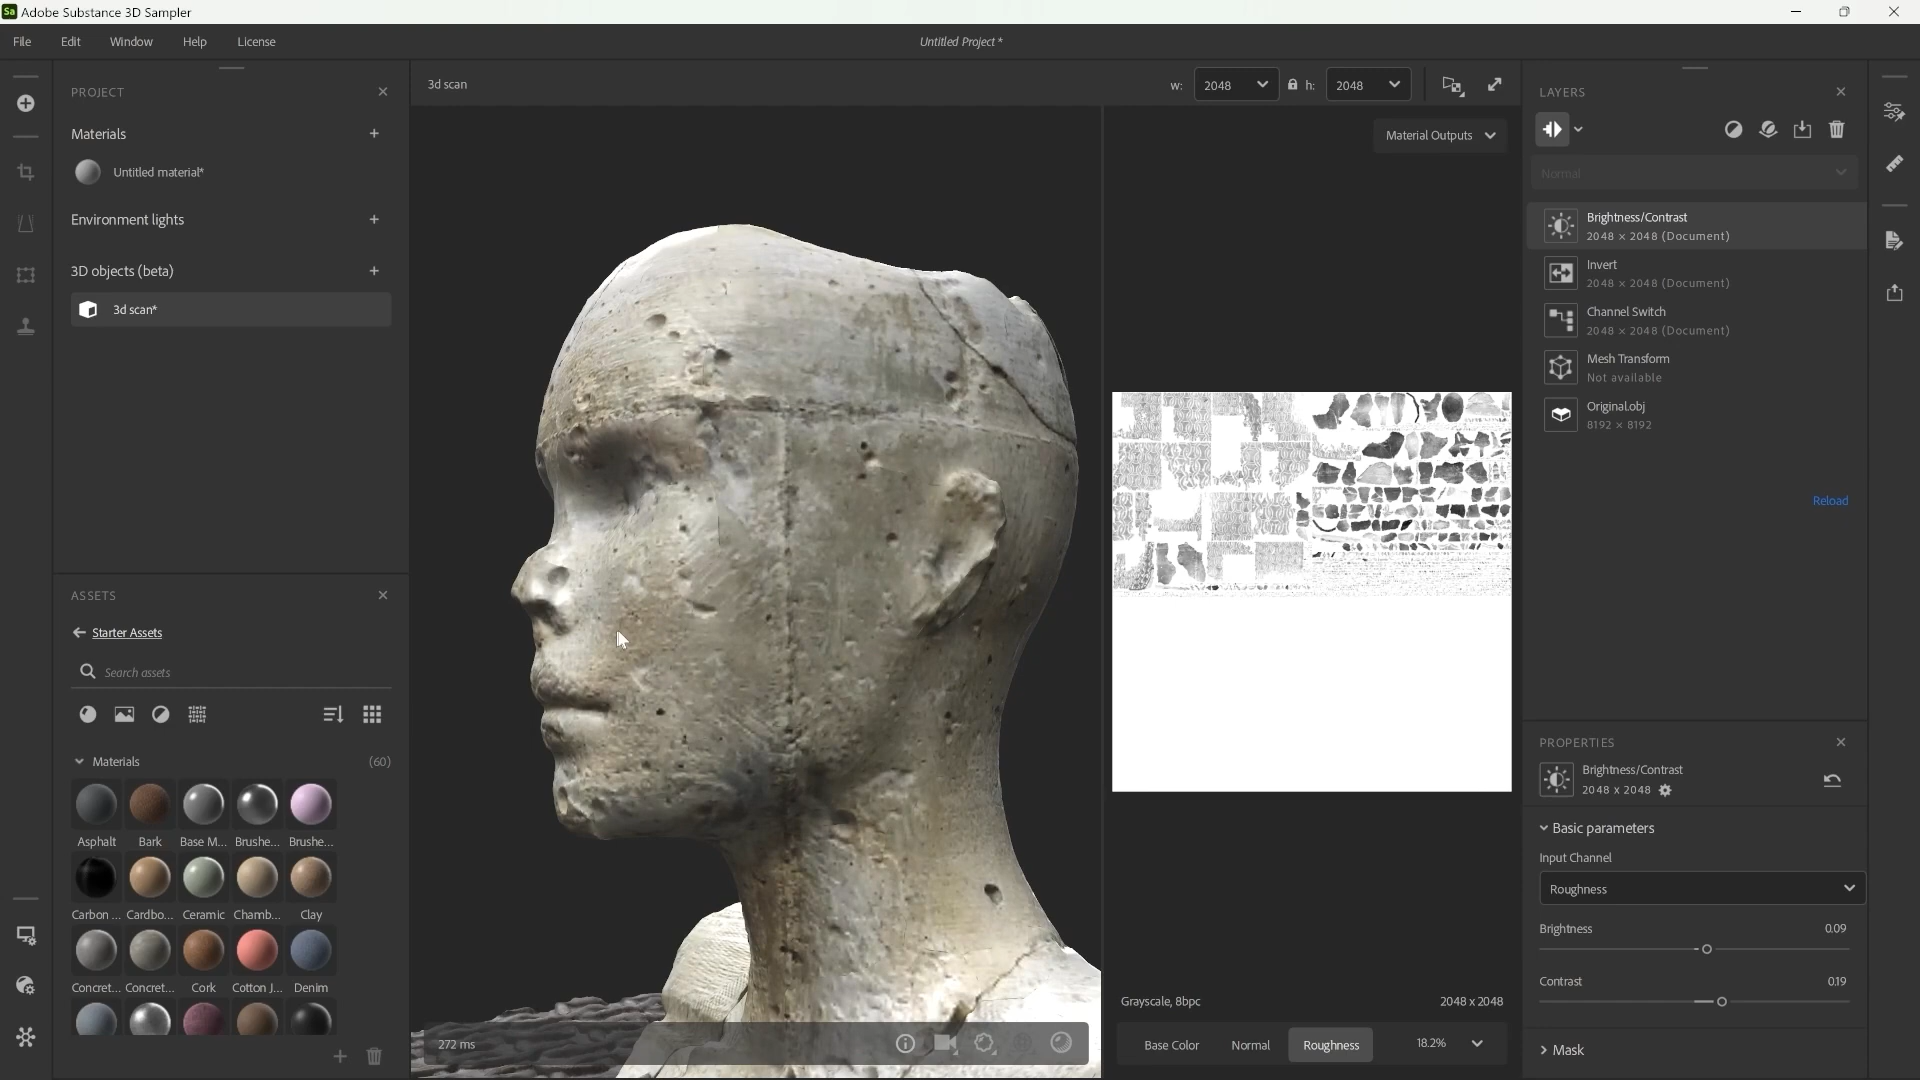 Sa Adobe Substance 3D Sampler
File Edit Window Help License
Untitled Project *
PROJECT
Materials
Untitled material*
Environment lights
3D objects (beta)
3d scan*
ASSETS
Starter Assets
Search assets
Materials (60)
Asphalt Bark Base M... Brushe... Brushe...
Carbon ... Cardbo... Ceramic Chamb... Clay
Concret... Concret... Cork Cotton J... Denim
3d scan
w: 2048 h: 2048
Material Outputs
272 ms
Grayscale, 8bpc 2048 x 2048
Base Color Normal Roughness 18.2%
LAYERS
Normal
Brightness/Contrast
2048 × 2048 (Document)
Invert
2048 × 2048 (Document)
Channel Switch
2048 × 2048 (Document)
Mesh Transform
Not available
Original.obj
8192 × 8192
Reload
PROPERTIES
Brightness/Contrast
2048 x 2048
Basic parameters
Input Channel
Roughness
Brightness 0.09
Contrast 0.19
Mask